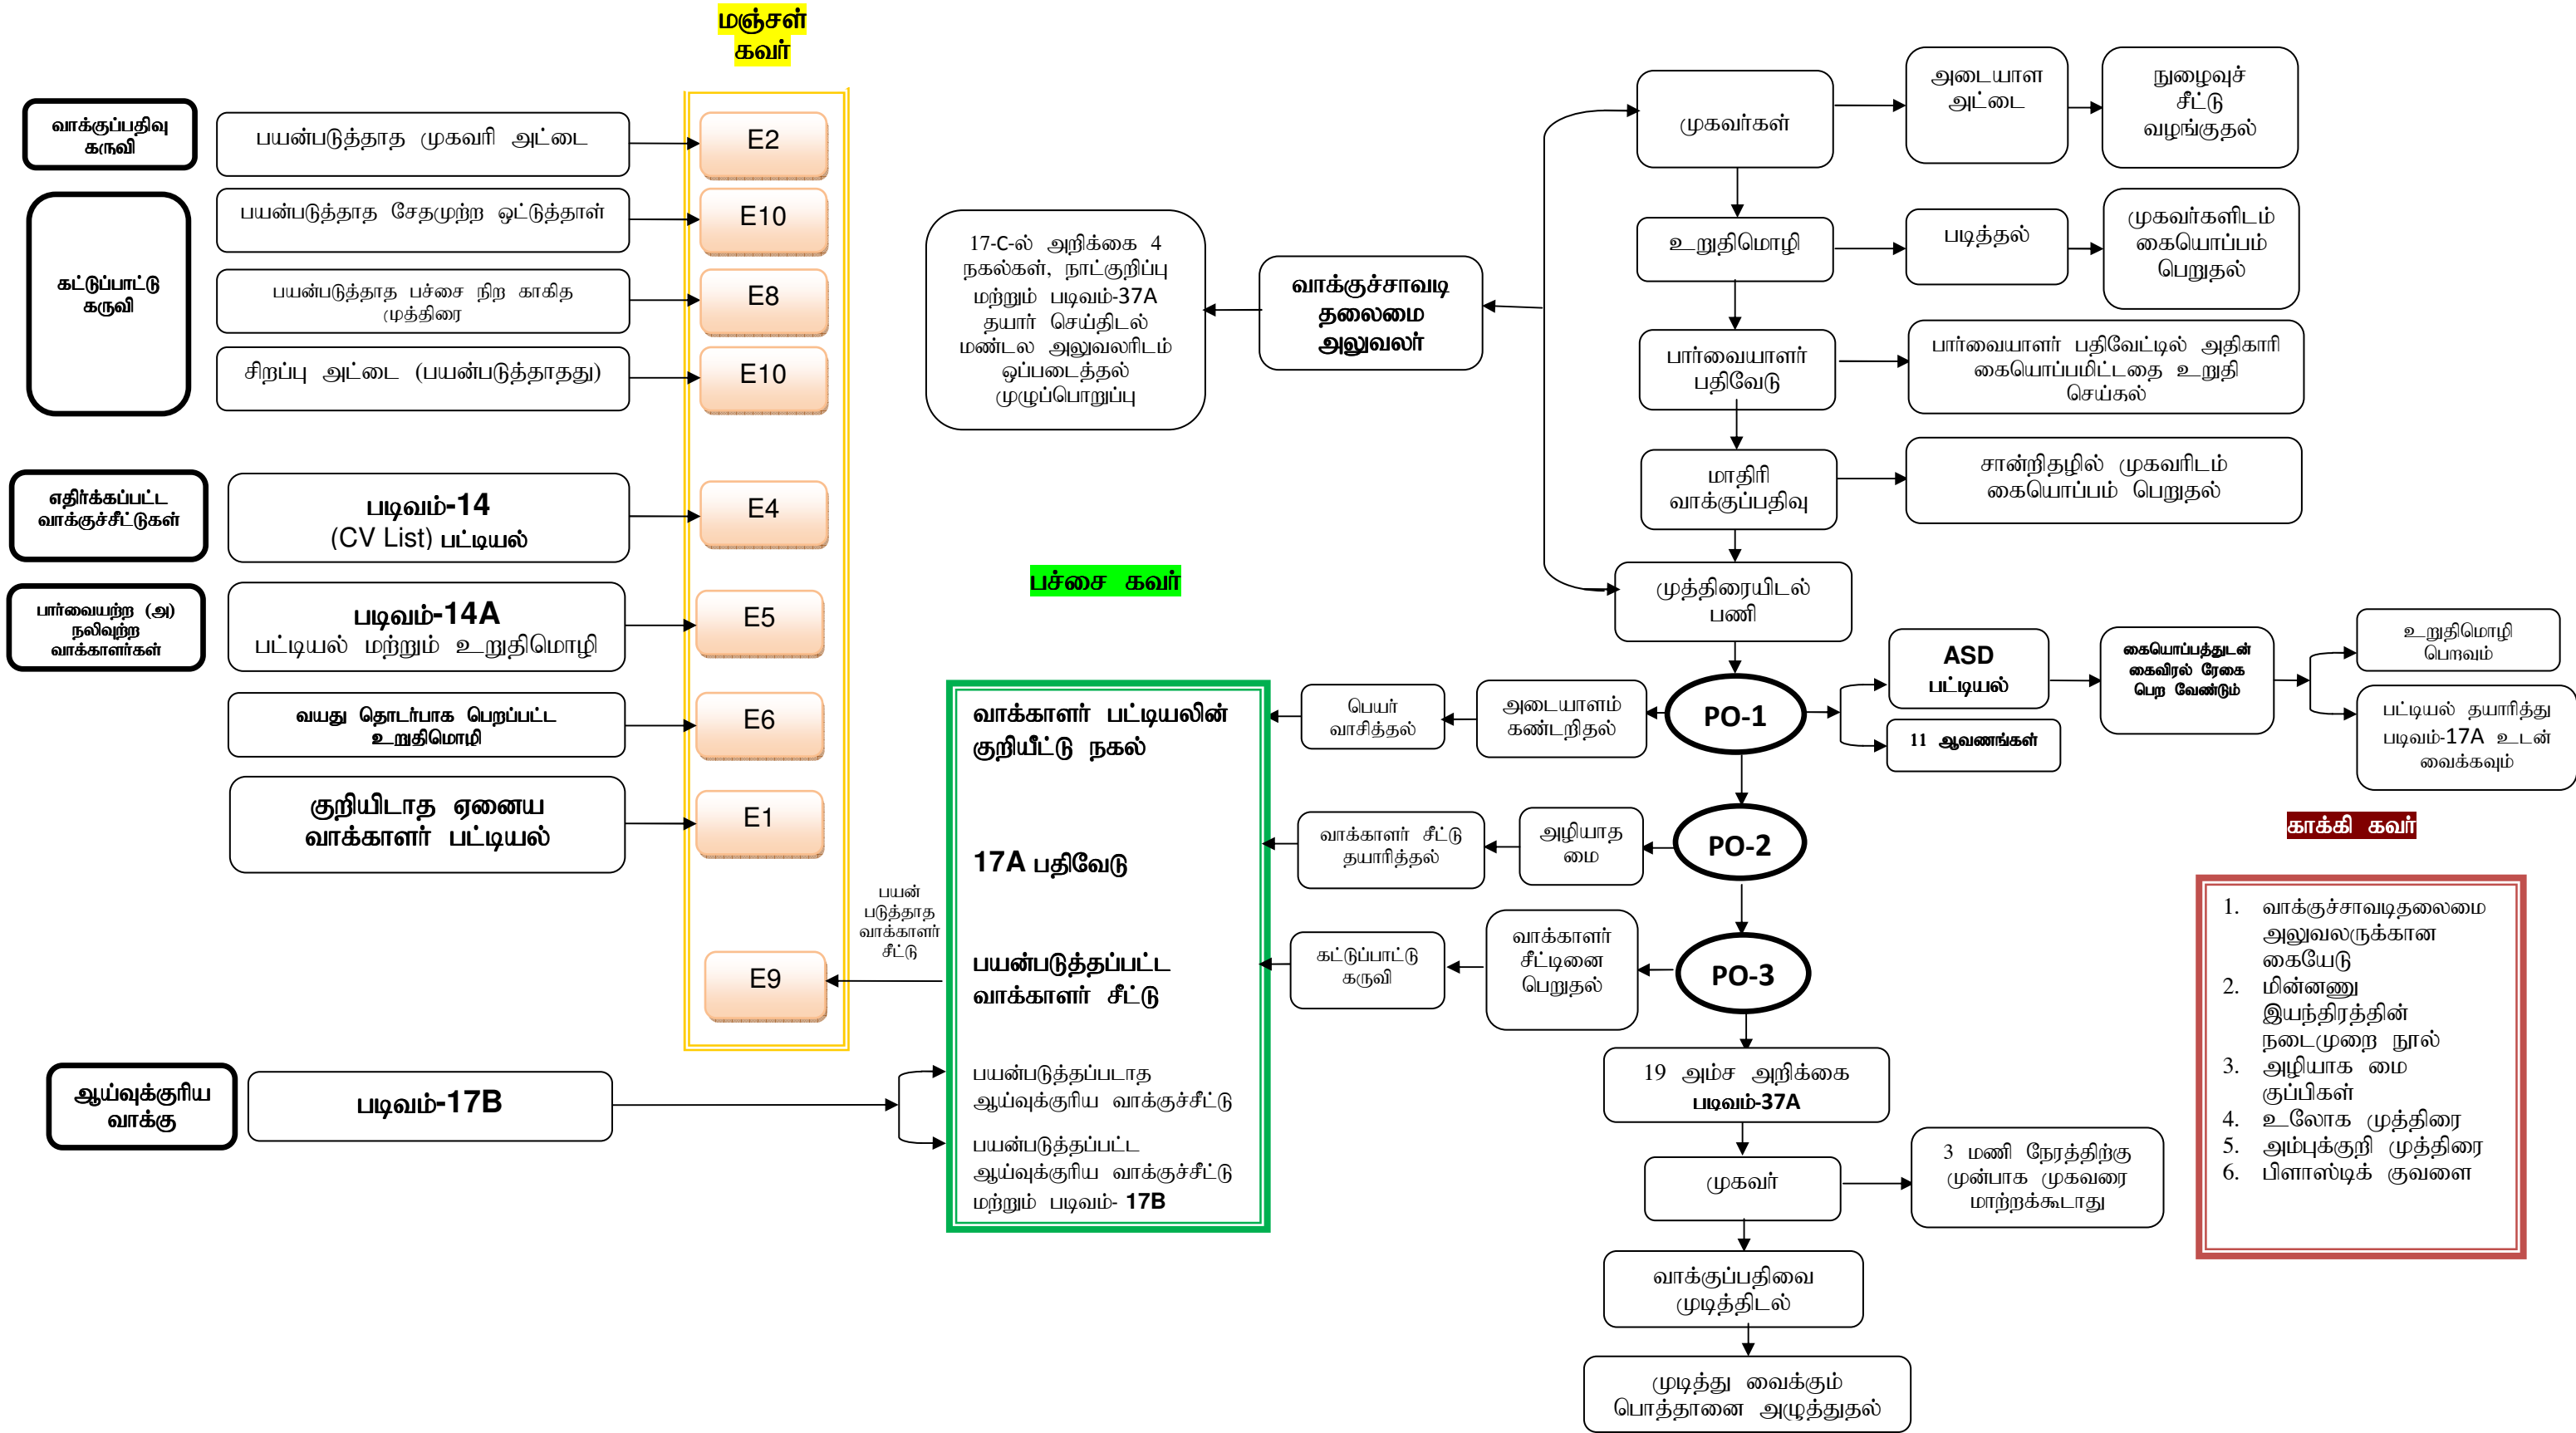 மஞ்சள்
கவர்
வாக்குப்பதிவு
கருவி
பயன்படுத்தாத முகவரி அட்டை
E2
கட்டுப்பாட்டு
கருவி
பயன்படுத்தாத சேதமுற்ற ஒட்டுத்தாள்
E10
பயன்படுத்தாத பச்சை நிற காகித
முத்திரை
E8
சிறப்பு அட்டை (பயன்படுத்தாதது)
E10
எதிர்க்கப்பட்ட
வாக்குச்சீட்டுகள்
படிவம்-14
(CV List) பட்டியல்
E4
பார்வையற்ற (அ)
நலிவுற்ற
வாக்காளர்கள்
படிவம்-14A
பட்டியல் மற்றும் உறுதிமொழி
E5
வயது தொடர்பாக பெறப்பட்ட
உறுதிமொழி
E6
குறியிடாத ஏனைய
வாக்காளர் பட்டியல்
E1
பயன்
படுத்தாத
வாக்காளர்
சீட்டு
E9
ஆய்வுக்குரிய
வாக்கு
படிவம்-17B
17-C-ல் அறிக்கை 4
நகல்கள், நாட்குறிப்பு
மற்றும் படிவம்-37A
தயார் செய்திடல்
மண்டல அலுவலரிடம்
ஒப்படைத்தல்
முழுப்பொறுப்பு
வாக்குச்சாவடி
தலைமை
அலுவலர்
முகவர்கள்
அடையாள
அட்டை
நுழைவுச்
சீட்டு
வழங்குதல்
உறுதிமொழி
படித்தல்
முகவர்களிடம்
கையொப்பம்
பெறுதல்
பார்வையாளர்
பதிவேடு
பார்வையாளர் பதிவேட்டில் அதிகாரி
கையொப்பமிட்டதை உறுதி
செய்கல்
மாதிரி
வாக்குப்பதிவு
சான்றிதழில் முகவரிடம்
கையொப்பம் பெறுதல்
முத்திரையிடல்
பணி
பச்சை கவர்
வாக்காளர் பட்டியலின்
குறியீட்டு நகல்
17A பதிவேடு
பயன்படுத்தப்பட்ட
வாக்காளர் சீட்டு
பயன்படுத்தப்படாத
ஆய்வுக்குரிய வாக்குச்சீட்டு
பயன்படுத்தப்பட்ட
ஆய்வுக்குரிய வாக்குச்சீட்டு
மற்றும் படிவம்- 17B
பெயர்
வாசித்தல்
அடையாளம்
கண்டறிதல்
PO-1
ASD
பட்டியல்
11 ஆவணங்கள்
கையொப்பத்துடன்
கைவிரல் ரேகை
பெற வேண்டும்
உறுதிமொழி
பெறவும்
பட்டியல் தயாரித்து
படிவம்-17A உடன்
வைக்கவும்
வாக்காளர் சீட்டு
தயாரித்தல்
அழியாத
மை
PO-2
கட்டுப்பாட்டு
கருவி
வாக்காளர்
சீட்டினை
பெறுதல்
PO-3
19 அம்ச அறிக்கை
படிவம்-37A
முகவர்
3 மணி நேரத்திற்கு
முன்பாக முகவரை
மாற்றக்கூடாது
வாக்குப்பதிவை
முடித்திடல்
முடித்து வைக்கும்
பொத்தானை அழுத்துதல்
காக்கி கவர்
1. வாக்குச்சாவடிதலைமை
அலுவலருக்கான
கையேடு
2. மின்னணு
இயந்திரத்தின்
நடைமுறை நூல்
3. அழியாக மை
குப்பிகள்
4. உலோக முத்திரை
5. அம்புக்குறி முத்திரை
6. பிளாஸ்டிக் குவளை